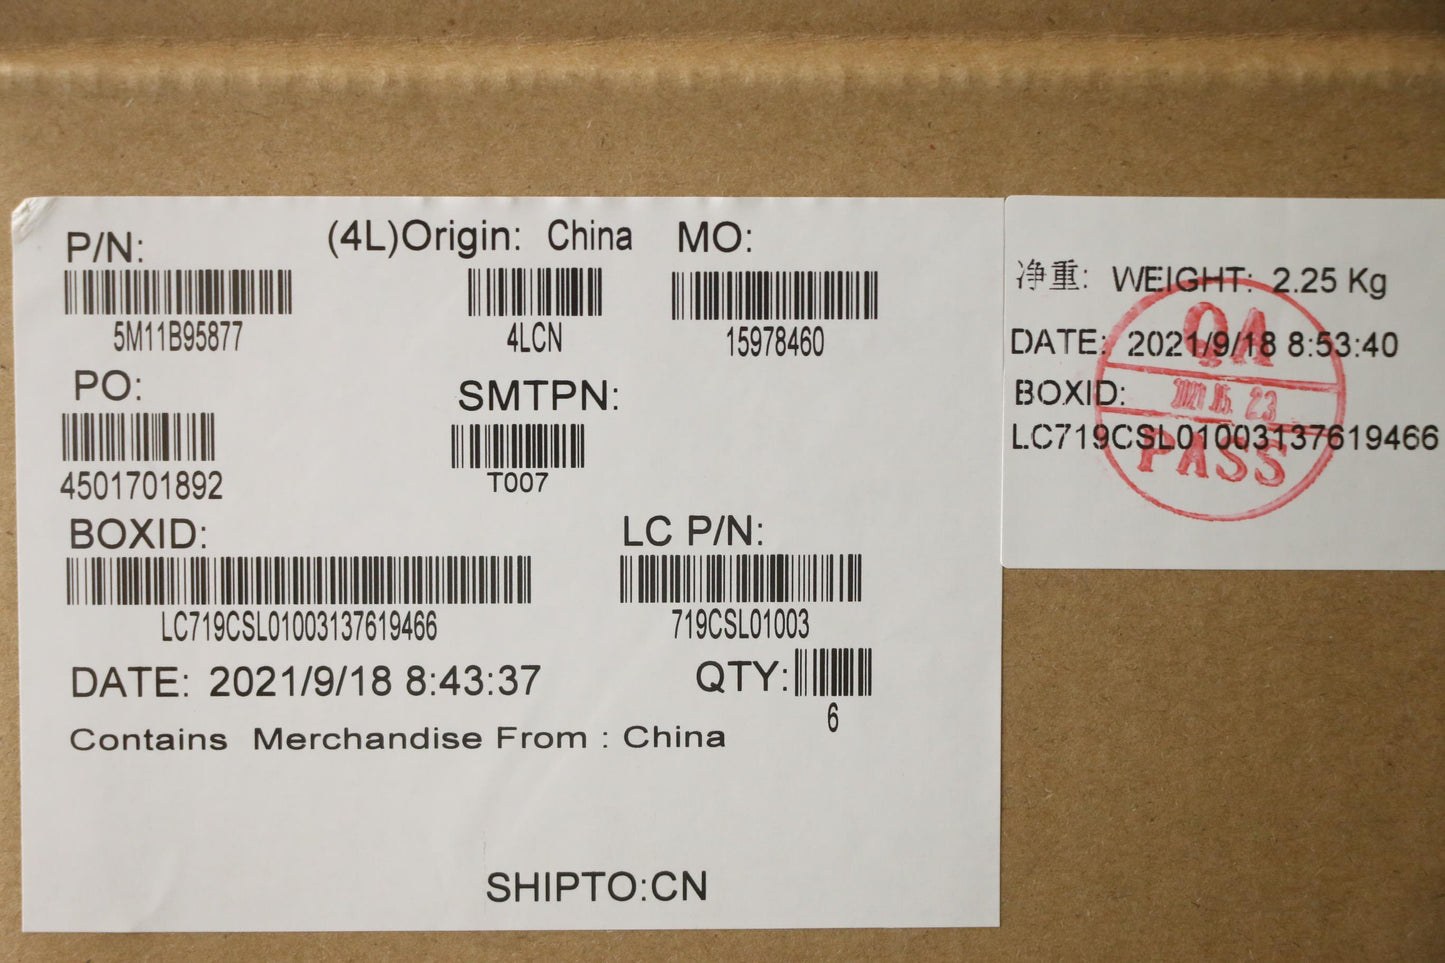 P/N: (4L)Origin: China MO:
5M11B95877 4LCN 15978460
PO: SMTPN:
4501701892 T007
BOXID: LC P/N:
LC719CSL01003137619466 719CSL01003
DATE: 2021/9/18 8:43:37 QTY:
6
Contains Merchandise From : China
SHIPTO:CN
净重: WEIGHT: 2.25 Kg
DATE: 2021/9/18 8:53:40
BOXID:
LC719CSL01003137619466
QA
23
PASS